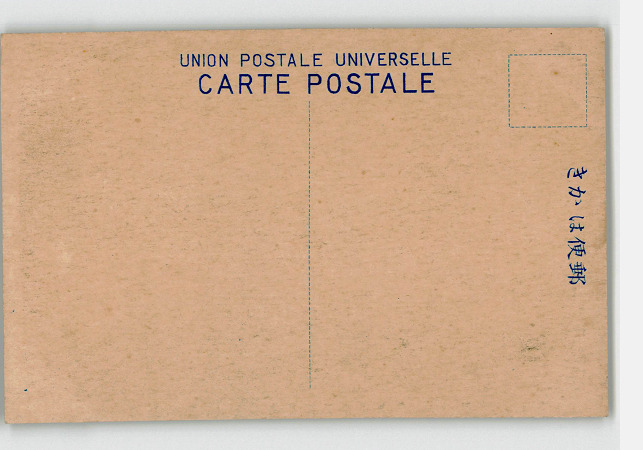 UNION POSTALE UNIVERSELLE
CARTE POSTALE
郵便はかき